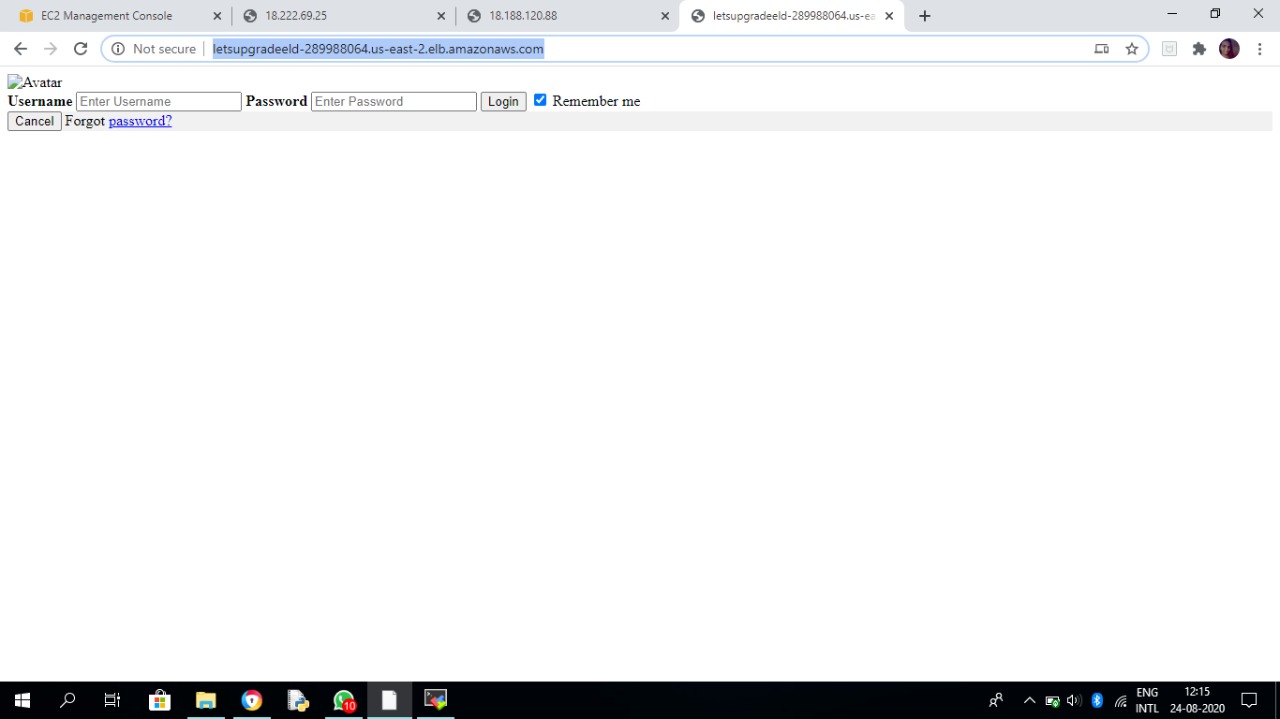 EC2 Management Console
18.222.69.25
18.188.120.88
letsupgradeeld-289988064.us-ea
Not secure
letsupgradeeld-289988064.us-east-2.elb.amazonaws.com
Avatar
Username Enter Username Password Enter Password Login Remember me
Cancel Forgot password?
10
ENG
INTL
12:15
24-08-2020